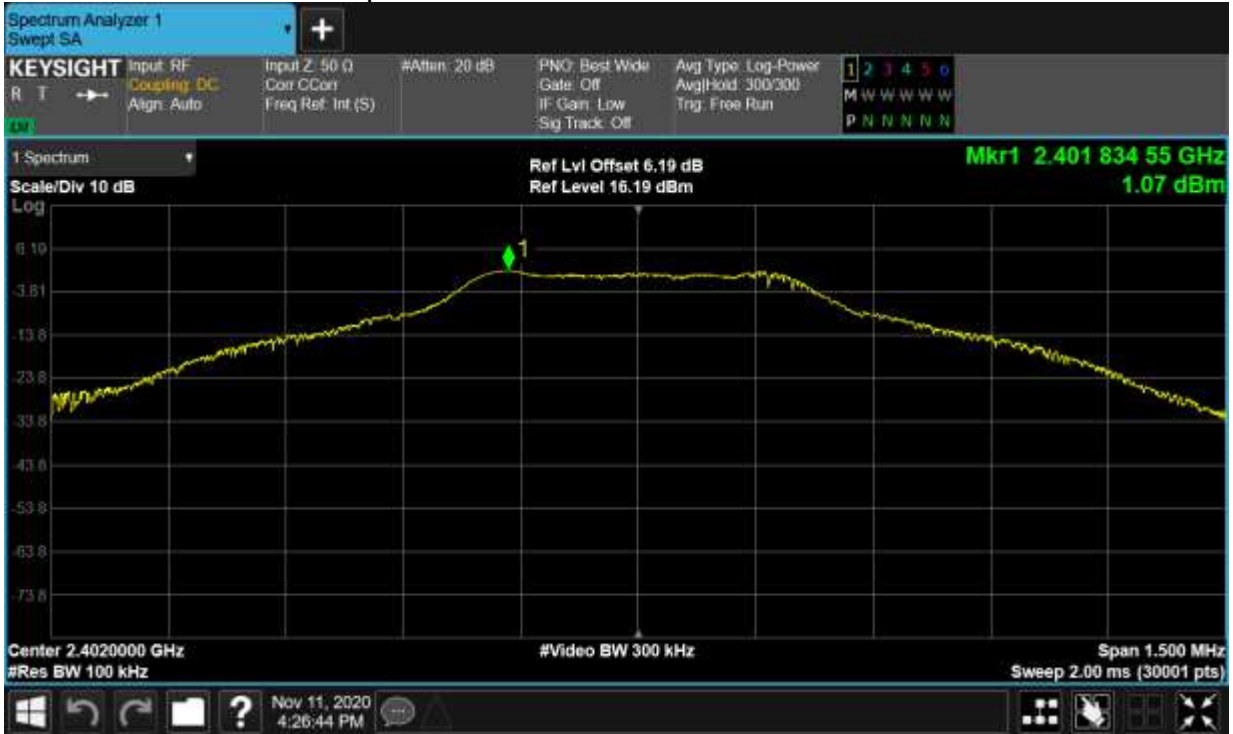 Spectrum Analyzer 1
Swept SA
+
KEYSIGHT
R T
Input: RF
Coupling: DC
Align: Auto
Input Z: 50 Ω
Corr CCorr
Freq Ref: Int (S)
#Atten: 20 dB
PNO: Best Wide
Gate: Off
IF Gain: Low
Sig Track: Off
Avg Type: Log-Power
Avg|Hold: 300/300
Trig: Free Run
1 2 3 4 5 6
M W W W W W
P N N N N N
1 Spectrum
Scale/Div 10 dB
Log
Ref Lvl Offset 6.19 dB
Ref Level 16.19 dBm
Mkr1 2.401 834 55 GHz
1.07 dBm
1
6.19
-3.81
-13.8
-23.8
-33.8
-43.8
-53.8
-63.8
-73.8
Center 2.4020000 GHz
#Res BW 100 kHz
#Video BW 300 kHz
Span 1.500 MHz
Sweep 2.00 ms (30001 pts)
?
Nov 11, 2020
4:26:44 PM